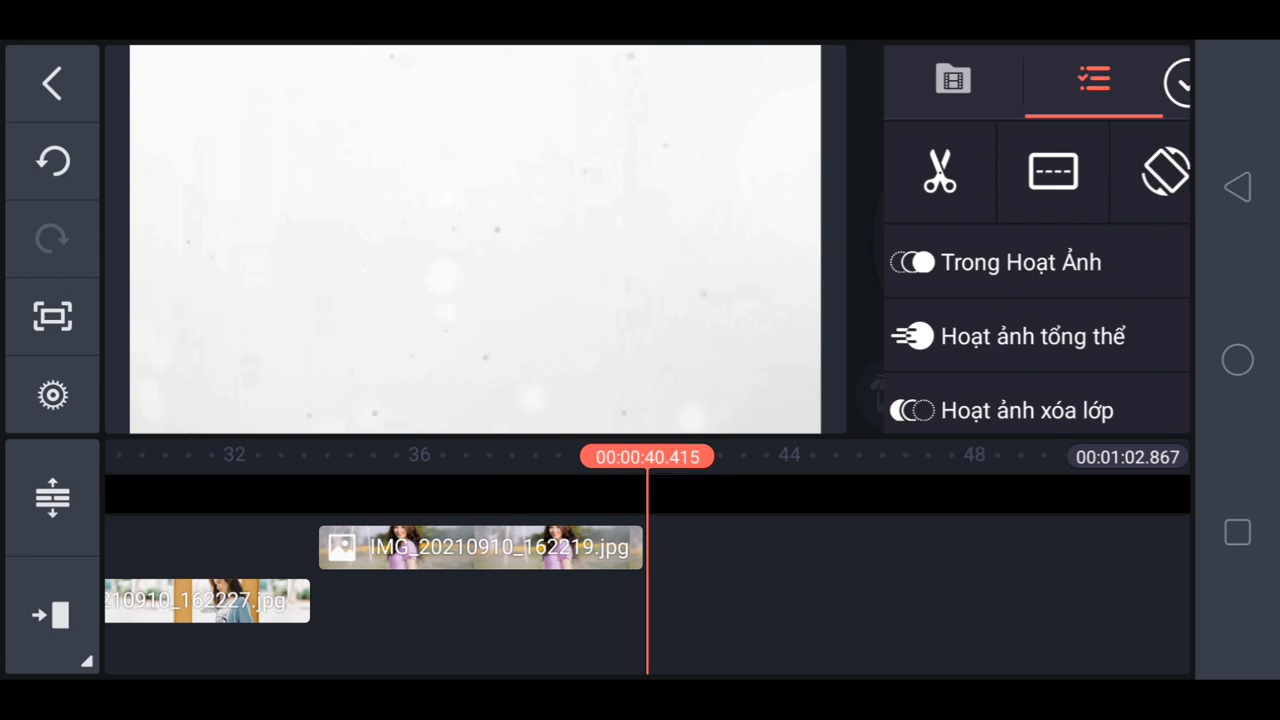 Trong Hoạt Ảnh
Hoạt ảnh tổng thể
Hoạt ảnh xóa lớp
32 36 00:00:40.415 44 48 00:01:02.867
IMG_20210910_162219.jpg
210910_162227.jpg